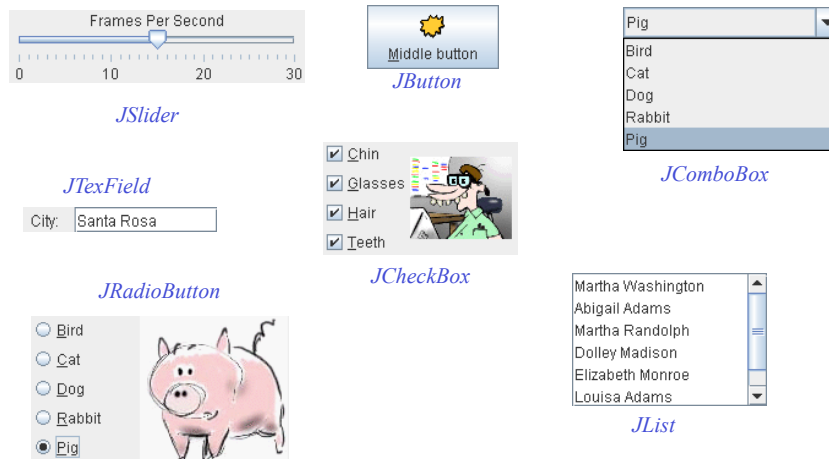 Frames Per Second
0 10 20 30
JSlider
Middle button
JButton
Pig
Bird
Cat
Dog
Rabbit
Pig
JComboBox
JTexField
City: Santa Rosa
Chin
Glasses
Hair
Teeth
JCheckBox
JRadioButton
Bird
Cat
Dog
Rabbit
Pig
Martha Washington
Abigail Adams
Martha Randolph
Dolley Madison
Elizabeth Monroe
Louisa Adams
JList